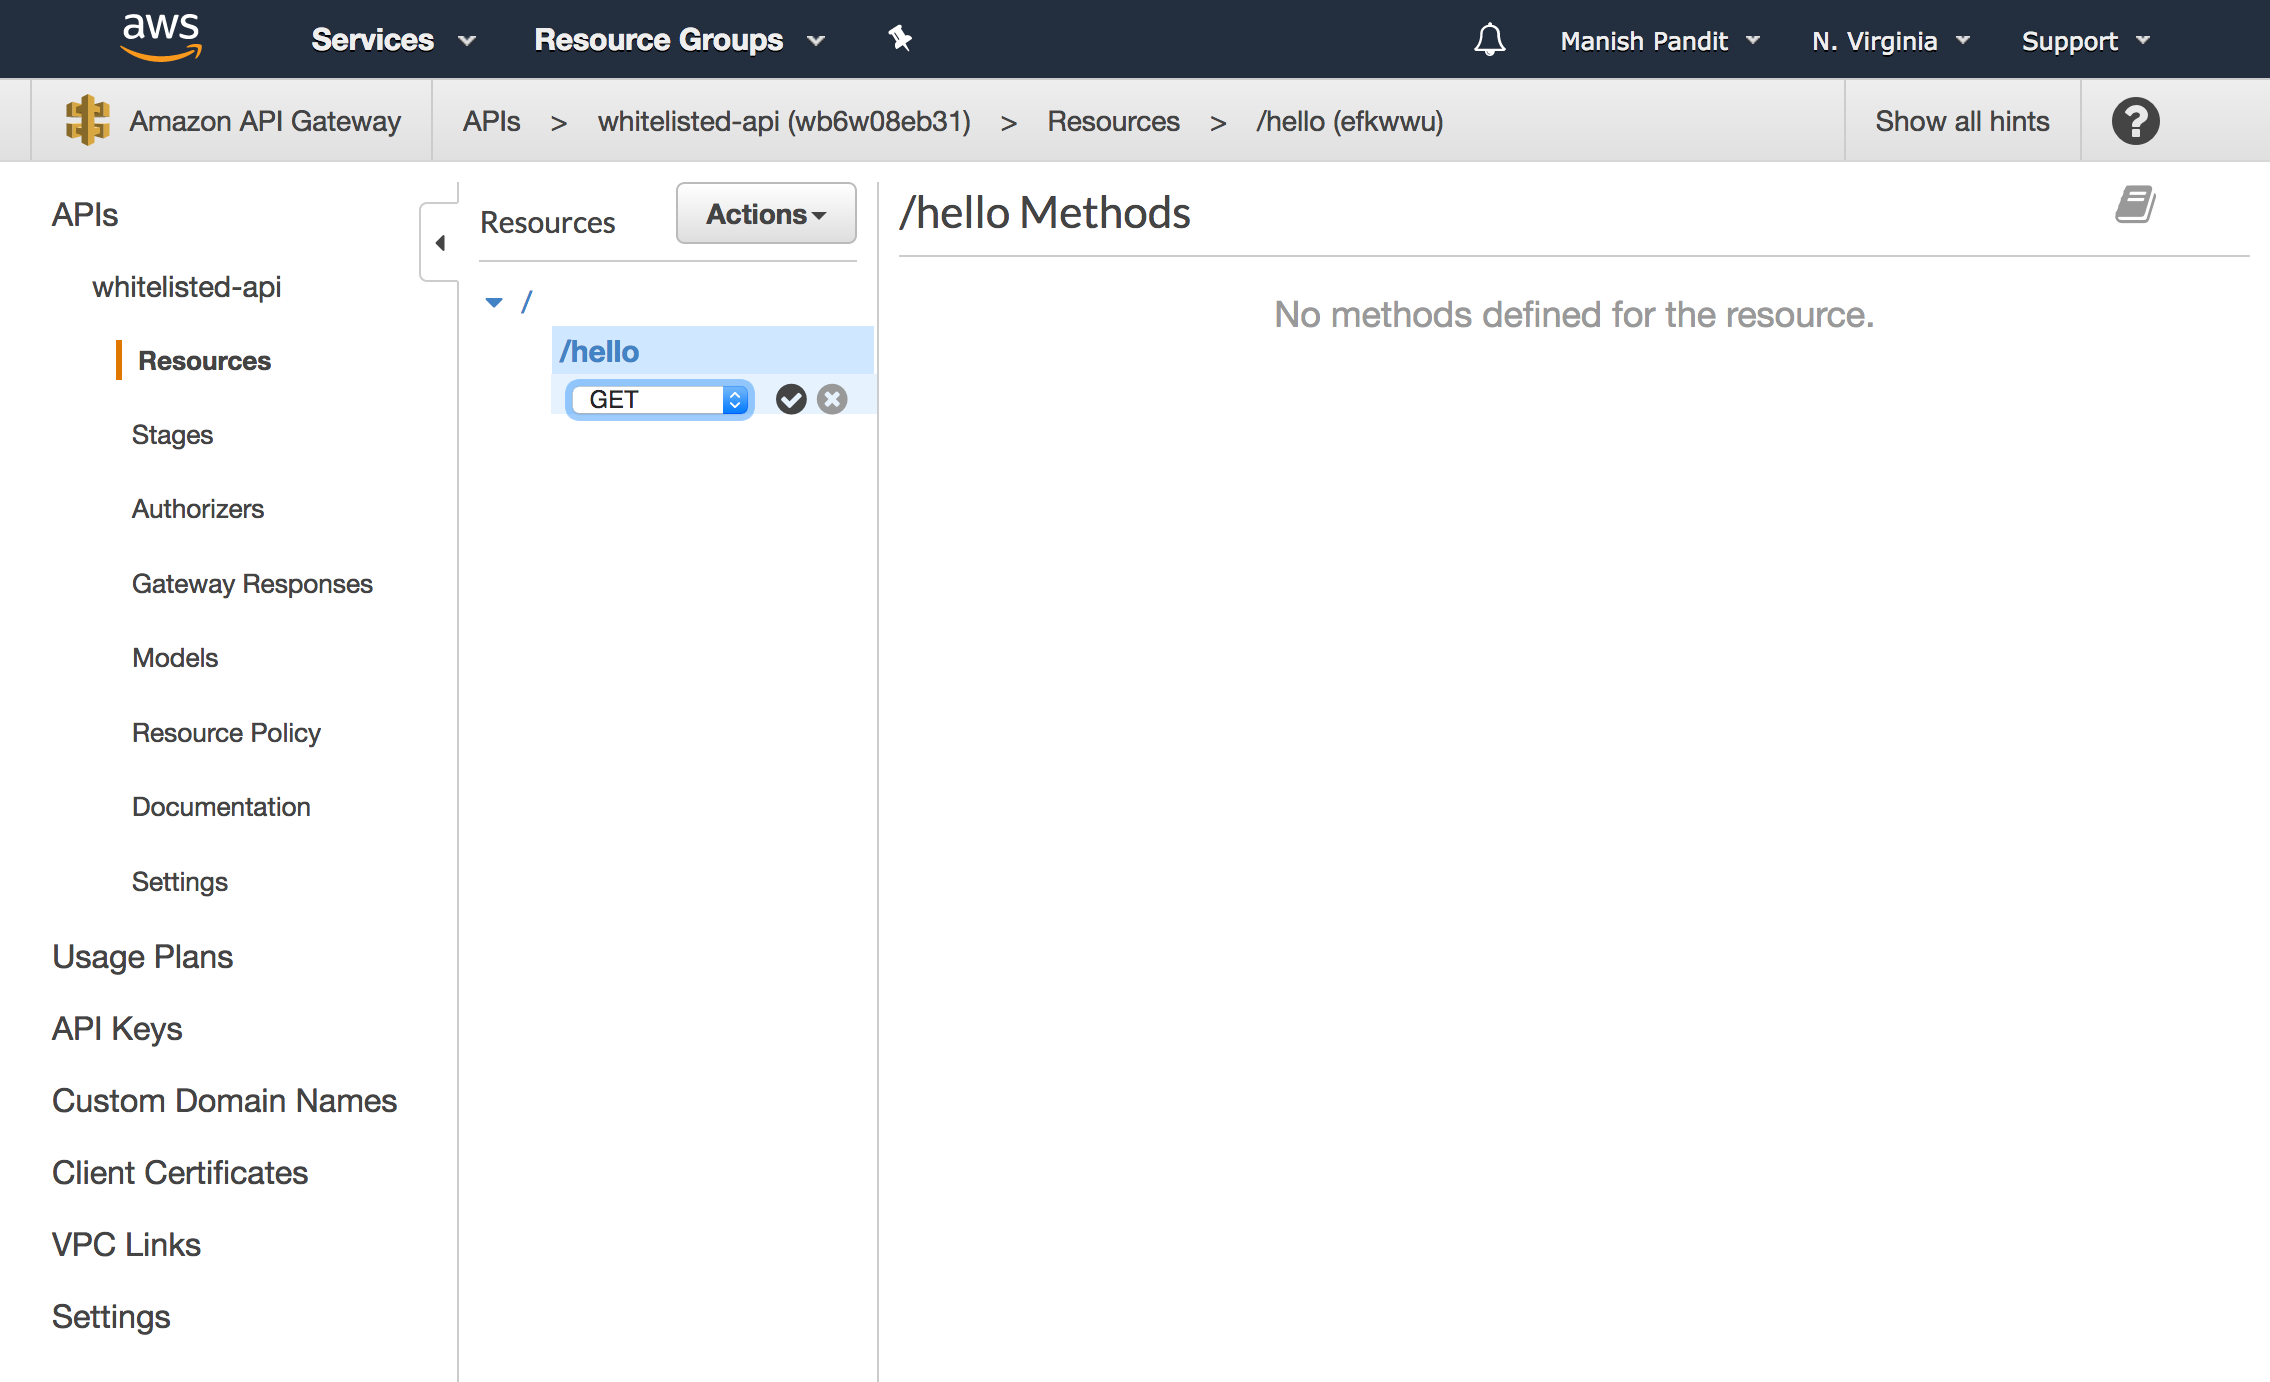 aws Services Resource Groups Manish Pandit N. Virginia Support
Amazon API Gateway APIs > whitelisted-api (wb6w08eb31) > Resources > /hello (efkwwu) Show all hints ?
APIs
whitelisted-api
Resources
Stages
Authorizers
Gateway Responses
Models
Resource Policy
Documentation
Settings
Usage Plans
API Keys
Custom Domain Names
Client Certificates
VPC Links
Settings
Resources Actions
/
/hello
GET
/hello Methods
No methods defined for the resource.